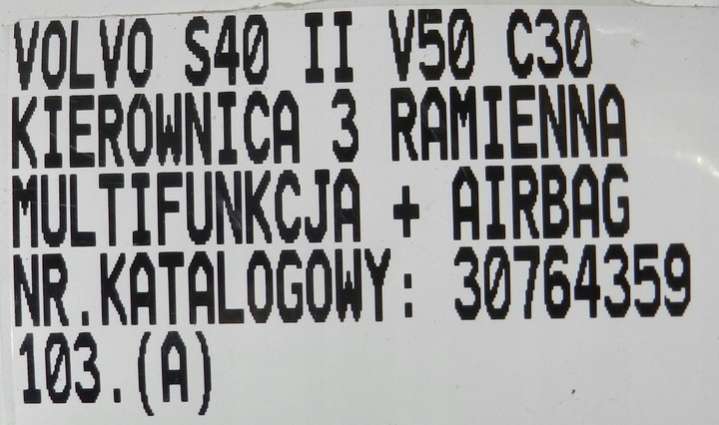 VOLVO S40 II V50 C30
KIEROWNICA 3 RAMIENNA
MULTIFUNKCJA + AIRBAG
NR.KATALOGOWY: 30764359
103.(A)